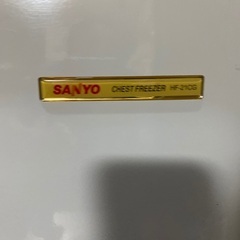 SANYO CHEST FREEZER HF-21CG